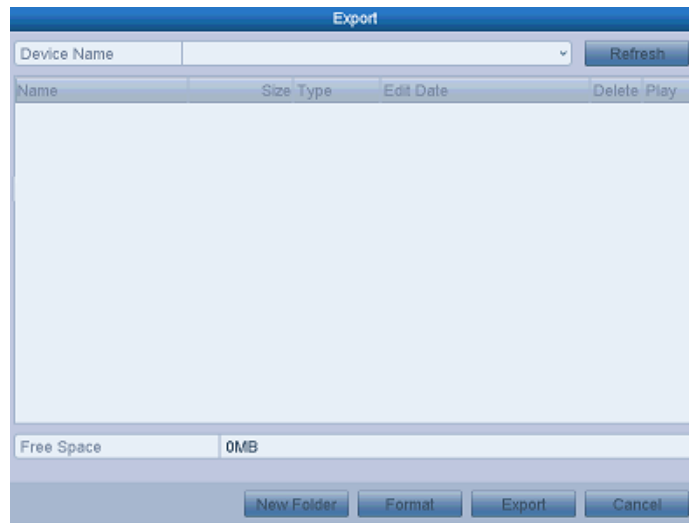 Export
Device Name Refresh
Name Size Type Edit Date Delete Play
Free Space 0MB
New Folder Format Export Cancel